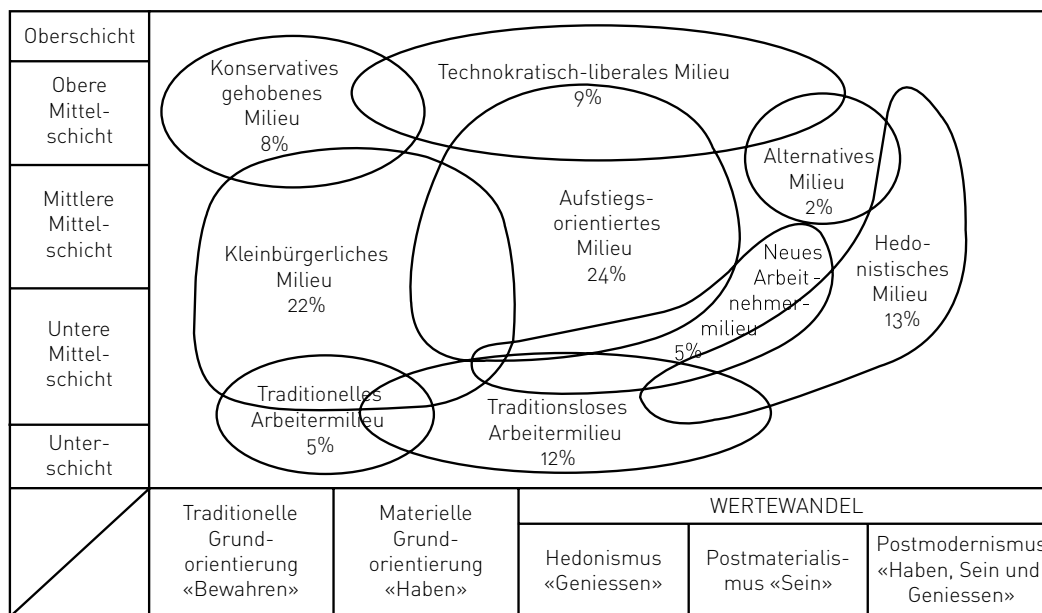 Oberschicht
Obere
Mittel-
schicht
Mittlere
Mittel-
schicht
Untere
Mittel-
schicht
Unter-
schicht
Konservatives
gehobenes
Milieu
8%
Technokratisch-liberales Milieu
9%
Alternatives
Milieu
2%
Kleinbürgerliches
Milieu
22%
Aufstiegs-
orientiertes
Milieu
24%
Neues
Arbeit-
nehmer-
milieu
5%
Hedo-
nistisches
Milieu
13%
Traditionelles
Arbeitermilieu
5%
Traditionsloses
Arbeitermilieu
12%
Traditionelle
Grund-
orientierung
«Bewahren»
Materielle
Grund-
orientierung
«Haben»
WERTEWANDEL
Hedonismus
«Geniessen»
Postmaterialis-
mus «Sein»
Postmodernismus
«Haben, Sein und
Geniessen»